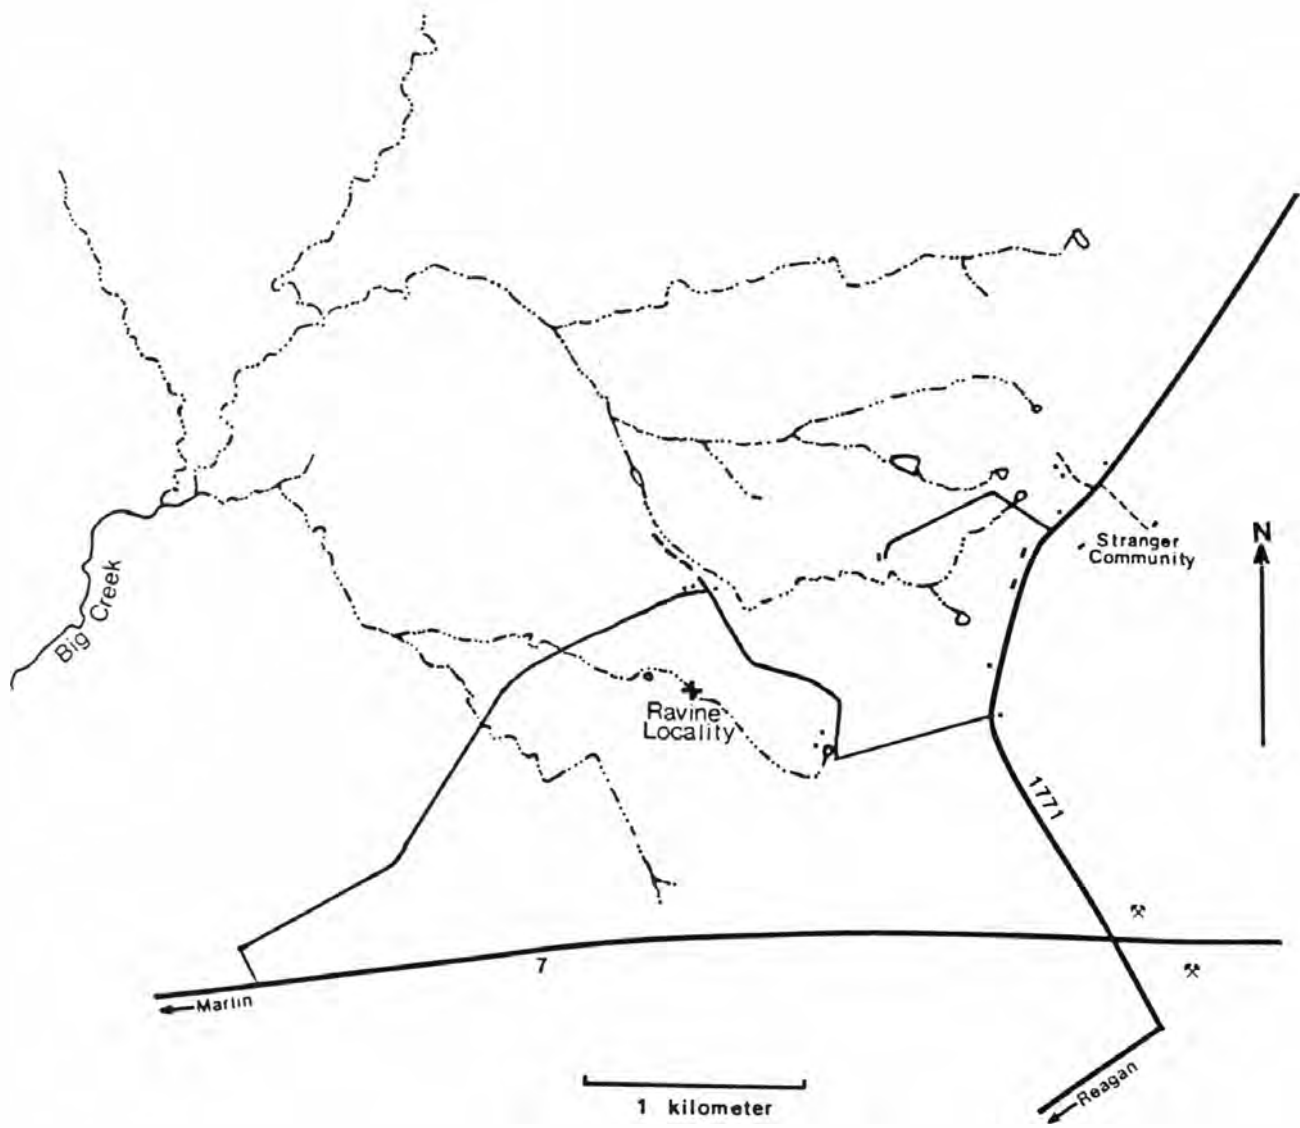 N
Stranger
Community
Big Creek
Ravine
Locality
1771
7
Marlin
Reagan
1 kilometer